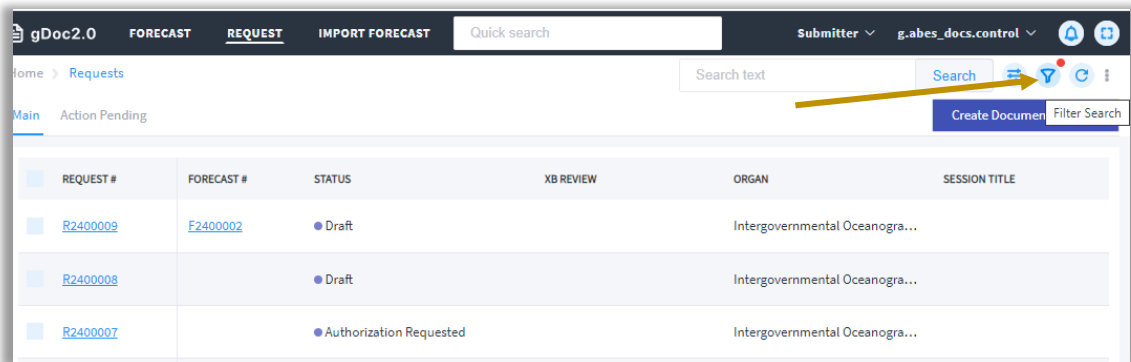 gDoc2.0 FORECAST REQUEST IMPORT FORECAST Quick search Submitter g.abes_docs.control
Home > Requests Search text Search
Main Action Pending Create Documen Filter Search
REQUEST # FORECAST # STATUS XB REVIEW ORGAN SESSION TITLE
R2400009 F2400002 Draft Intergovernmental Oceanogra...
R2400008 Draft Intergovernmental Oceanogra...
R2400007 Authorization Requested Intergovernmental Oceanogra...